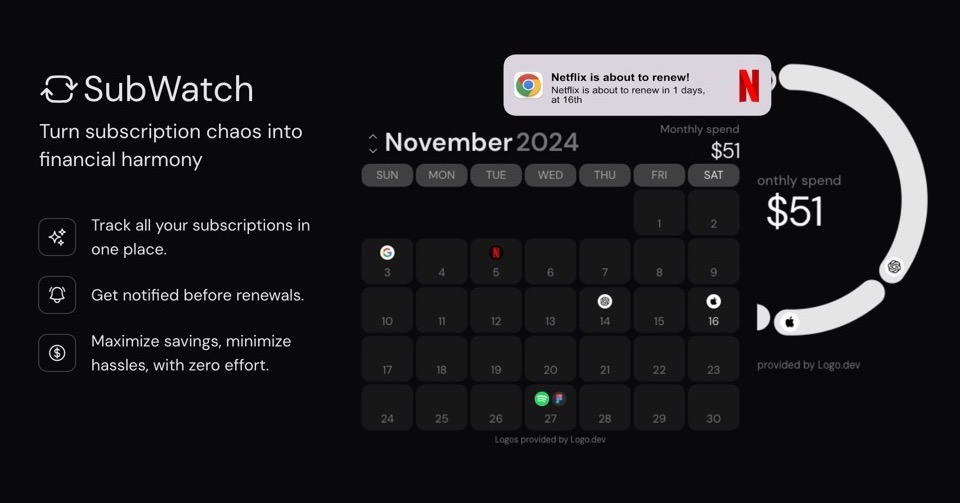 SubWatch
Turn subscription chaos into
financial harmony
Track all your subscriptions in
one place.
Get notified before renewals.
Maximize savings, minimize
hassles, with zero effort.
Netflix is about to renew!
Netflix is about to renew in 1 days,
at 16th
November 2024
Monthly spend
$51
SUN MON TUE WED THU FRI SAT
1 2
3 4 5 6 7 8 9
10 11 12 13 14 15 16
17 18 19 20 21 22 23
24 25 26 27 28 29 30
Logos provided by Logo.dev
onthly spend
$51
provided by Logo.dev